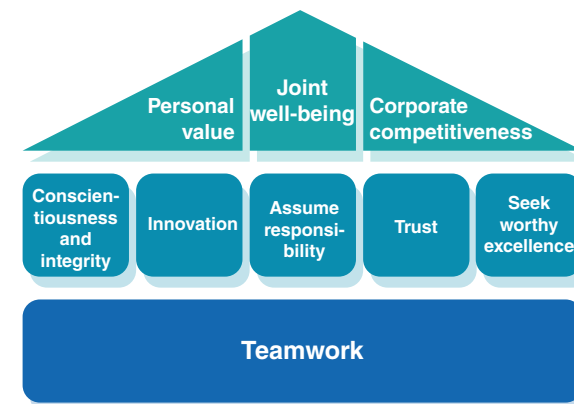 Joint
well-being
Personal
value
Corporate
competitiveness
Conscien-
tiousness
and
integrity
Innovation
Assume
responsi-
bility
Trust
Seek
worthy
excellence
Teamwork